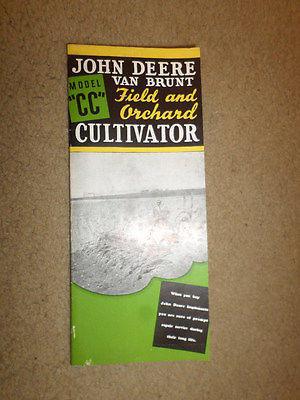 JOHN DEERE
MODEL
"CC"
VAN BRUNT
Field and
Orchard
CULTIVATOR
When you buy
John Deere implements
you are sure of prompt
repair service during
their long life.